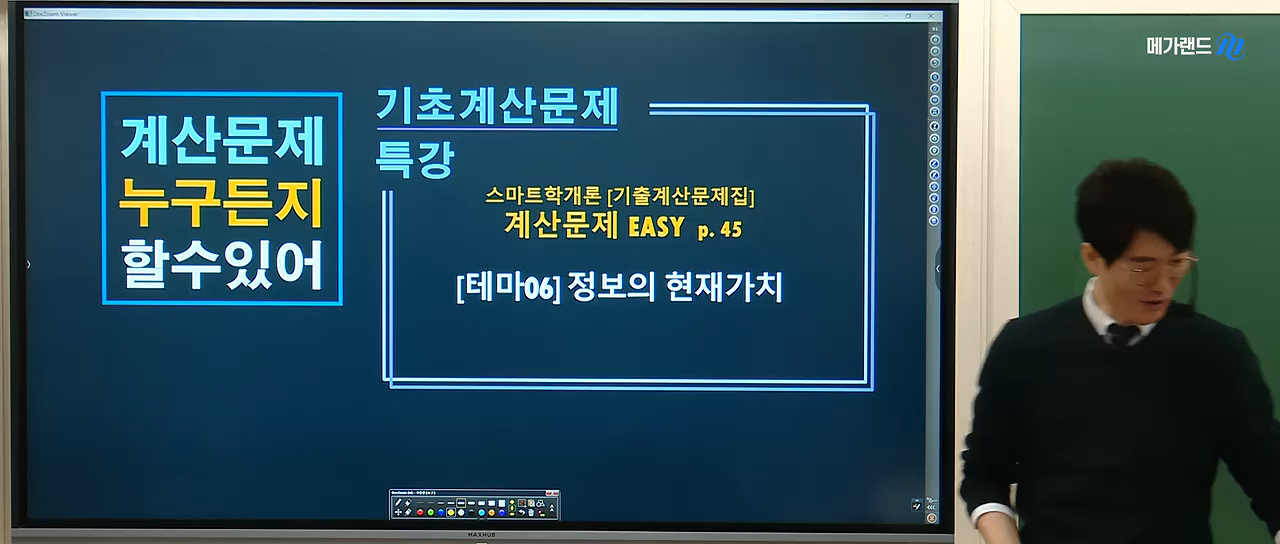 DocZoom Viewer
메가랜드
계산문제
누구든지
할수있어
기초계산문제
특강
스마트학개론 [기출계산문제집]
계산문제 EASY p. 45
[테마06] 정보의 현재가치
MAXHUB